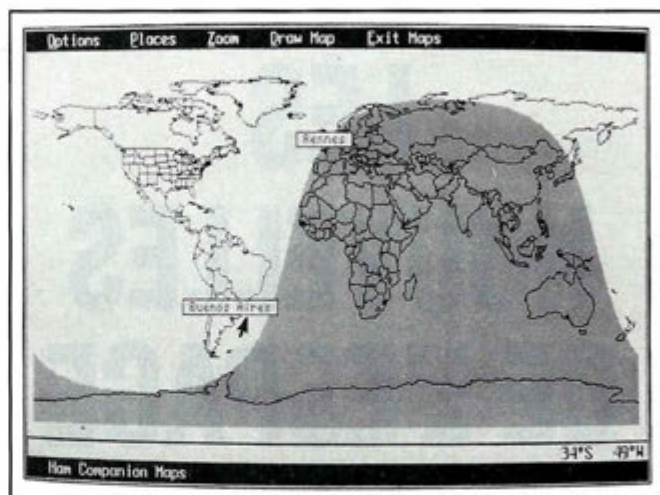 Options Places Zoom Draw Map Exit Maps
Rennes
Buenos Aires
34°S 49°W
Ham Companion Maps